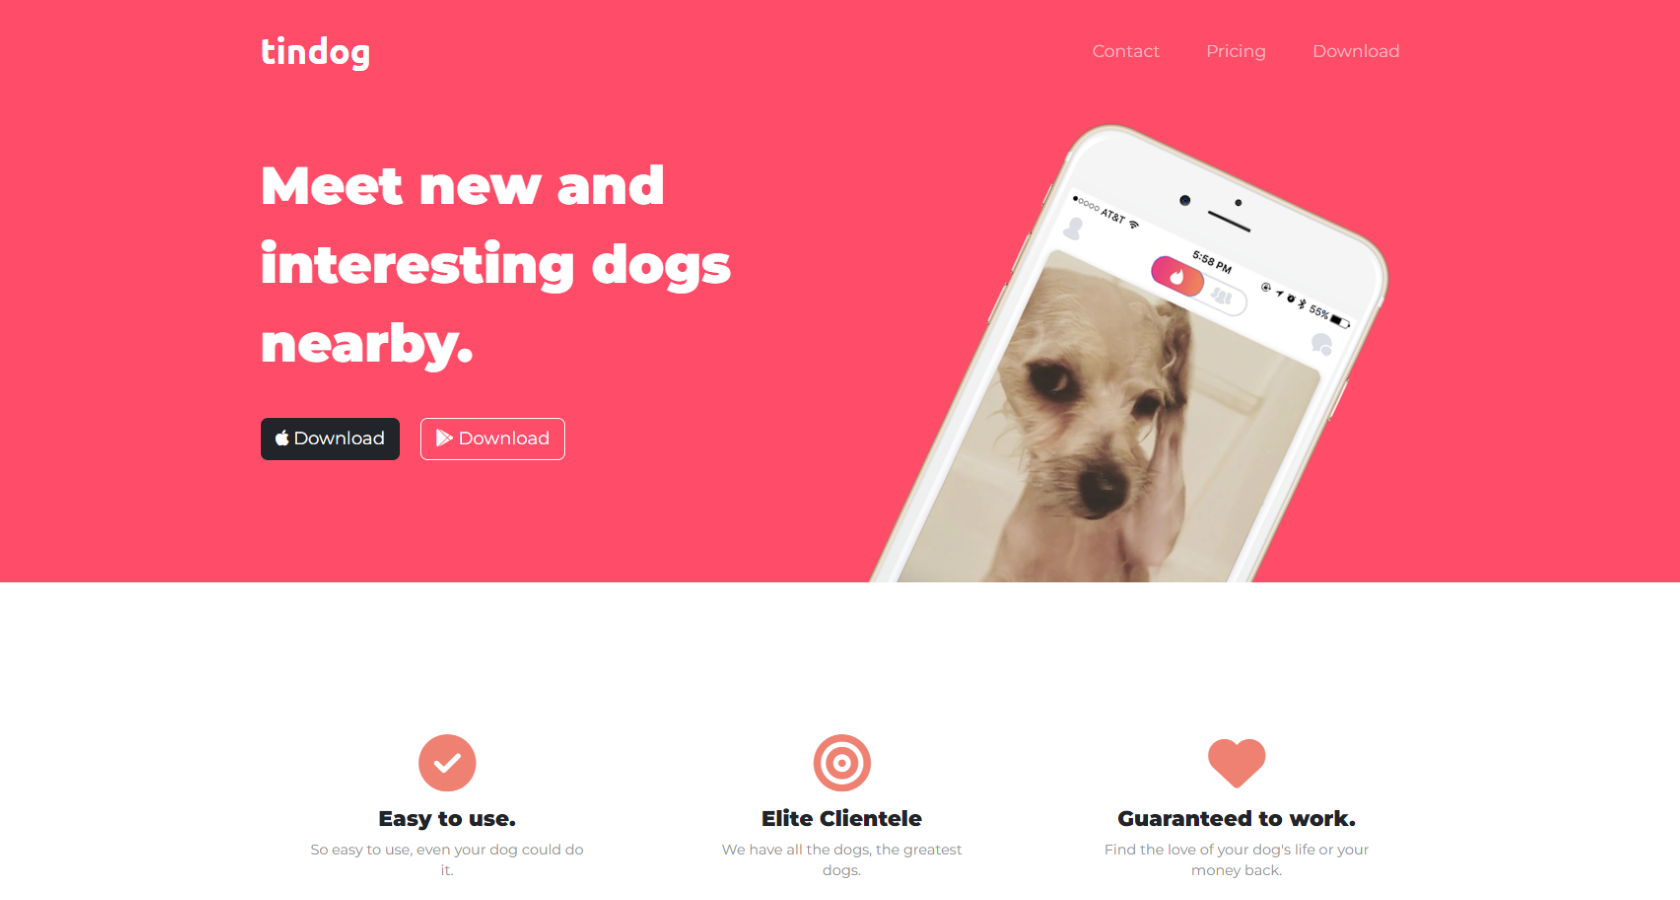 tindog
Contact
Pricing
Download
Meet new and
interesting dogs
nearby.
Download
Download
AT&T
5:58 PM
55%
Easy to use.
So easy to use, even your dog could do
it.
Elite Clientele
We have all the dogs, the greatest
dogs.
Guaranteed to work.
Find the love of your dog's life or your
money back.